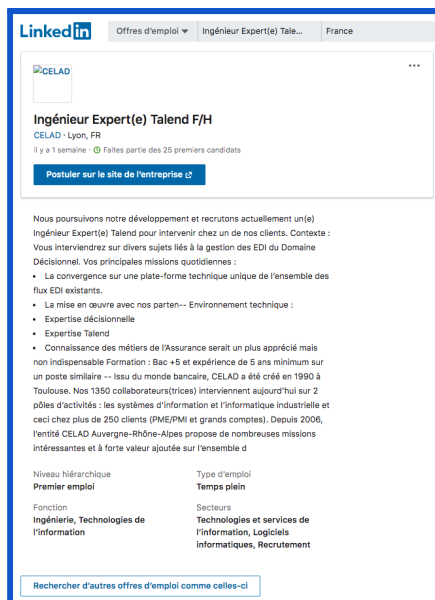 Linked in
Offres d'emploi
Ingénieur Expert(e) Tale...
France
CELAD
Ingénieur Expert(e) Talend F/H
CELAD · Lyon, FR
Il y a 1 semaine · Faites partie des 25 premiers candidats
Postuler sur le site de l'entreprise
Nous poursuivons notre développement et recrutons actuellement un(e)
Ingénieur Expert(e) Talend pour intervenir chez un de nos clients. Contexte :
Vous interviendrez sur divers sujets liés à la gestion des EDI du Domaine
Décisionnel. Vos principales missions quotidiennes :
• La convergence sur une plate-forme technique unique de l'ensemble des
flux EDI existants.
• La mise en œuvre avec nos parten-- Environnement technique :
• Expertise décisionnelle
• Expertise Talend
• Connaissance des métiers de l'Assurance serait un plus apprécié mais
non indispensable Formation : Bac +5 et expérience de 5 ans minimum sur
un poste similaire -- Issu du monde bancaire, CELAD a été créé en 1990 à
Toulouse. Nos 1350 collaborateurs(trices) interviennent aujourd'hui sur 2
pôles d'activités : les systèmes d'information et l'informatique industrielle et
ceci chez plus de 250 clients (PME/PMI et grands comptes). Depuis 2006,
l'entité CELAD Auvergne-Rhône-Alpes propose de nombreuses missions
intéressantes et à forte valeur ajoutée sur l'ensemble d
Niveau hiérarchique
Premier emploi
Type d'emploi
Temps plein
Fonction
Ingénierie, Technologies de
l'information
Secteurs
Technologies et services de
l'information, Logiciels
informatiques, Recrutement
Rechercher d'autres offres d'emploi comme celles-ci